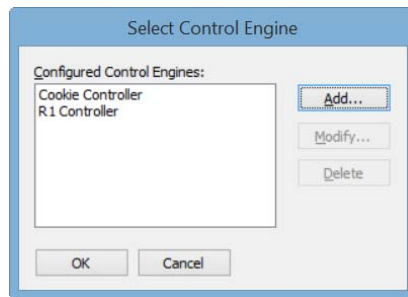 Select Control Engine
Configured Control Engines:
Cookie Controller
R1 Controller
Add...
Modify...
Delete
OK
Cancel